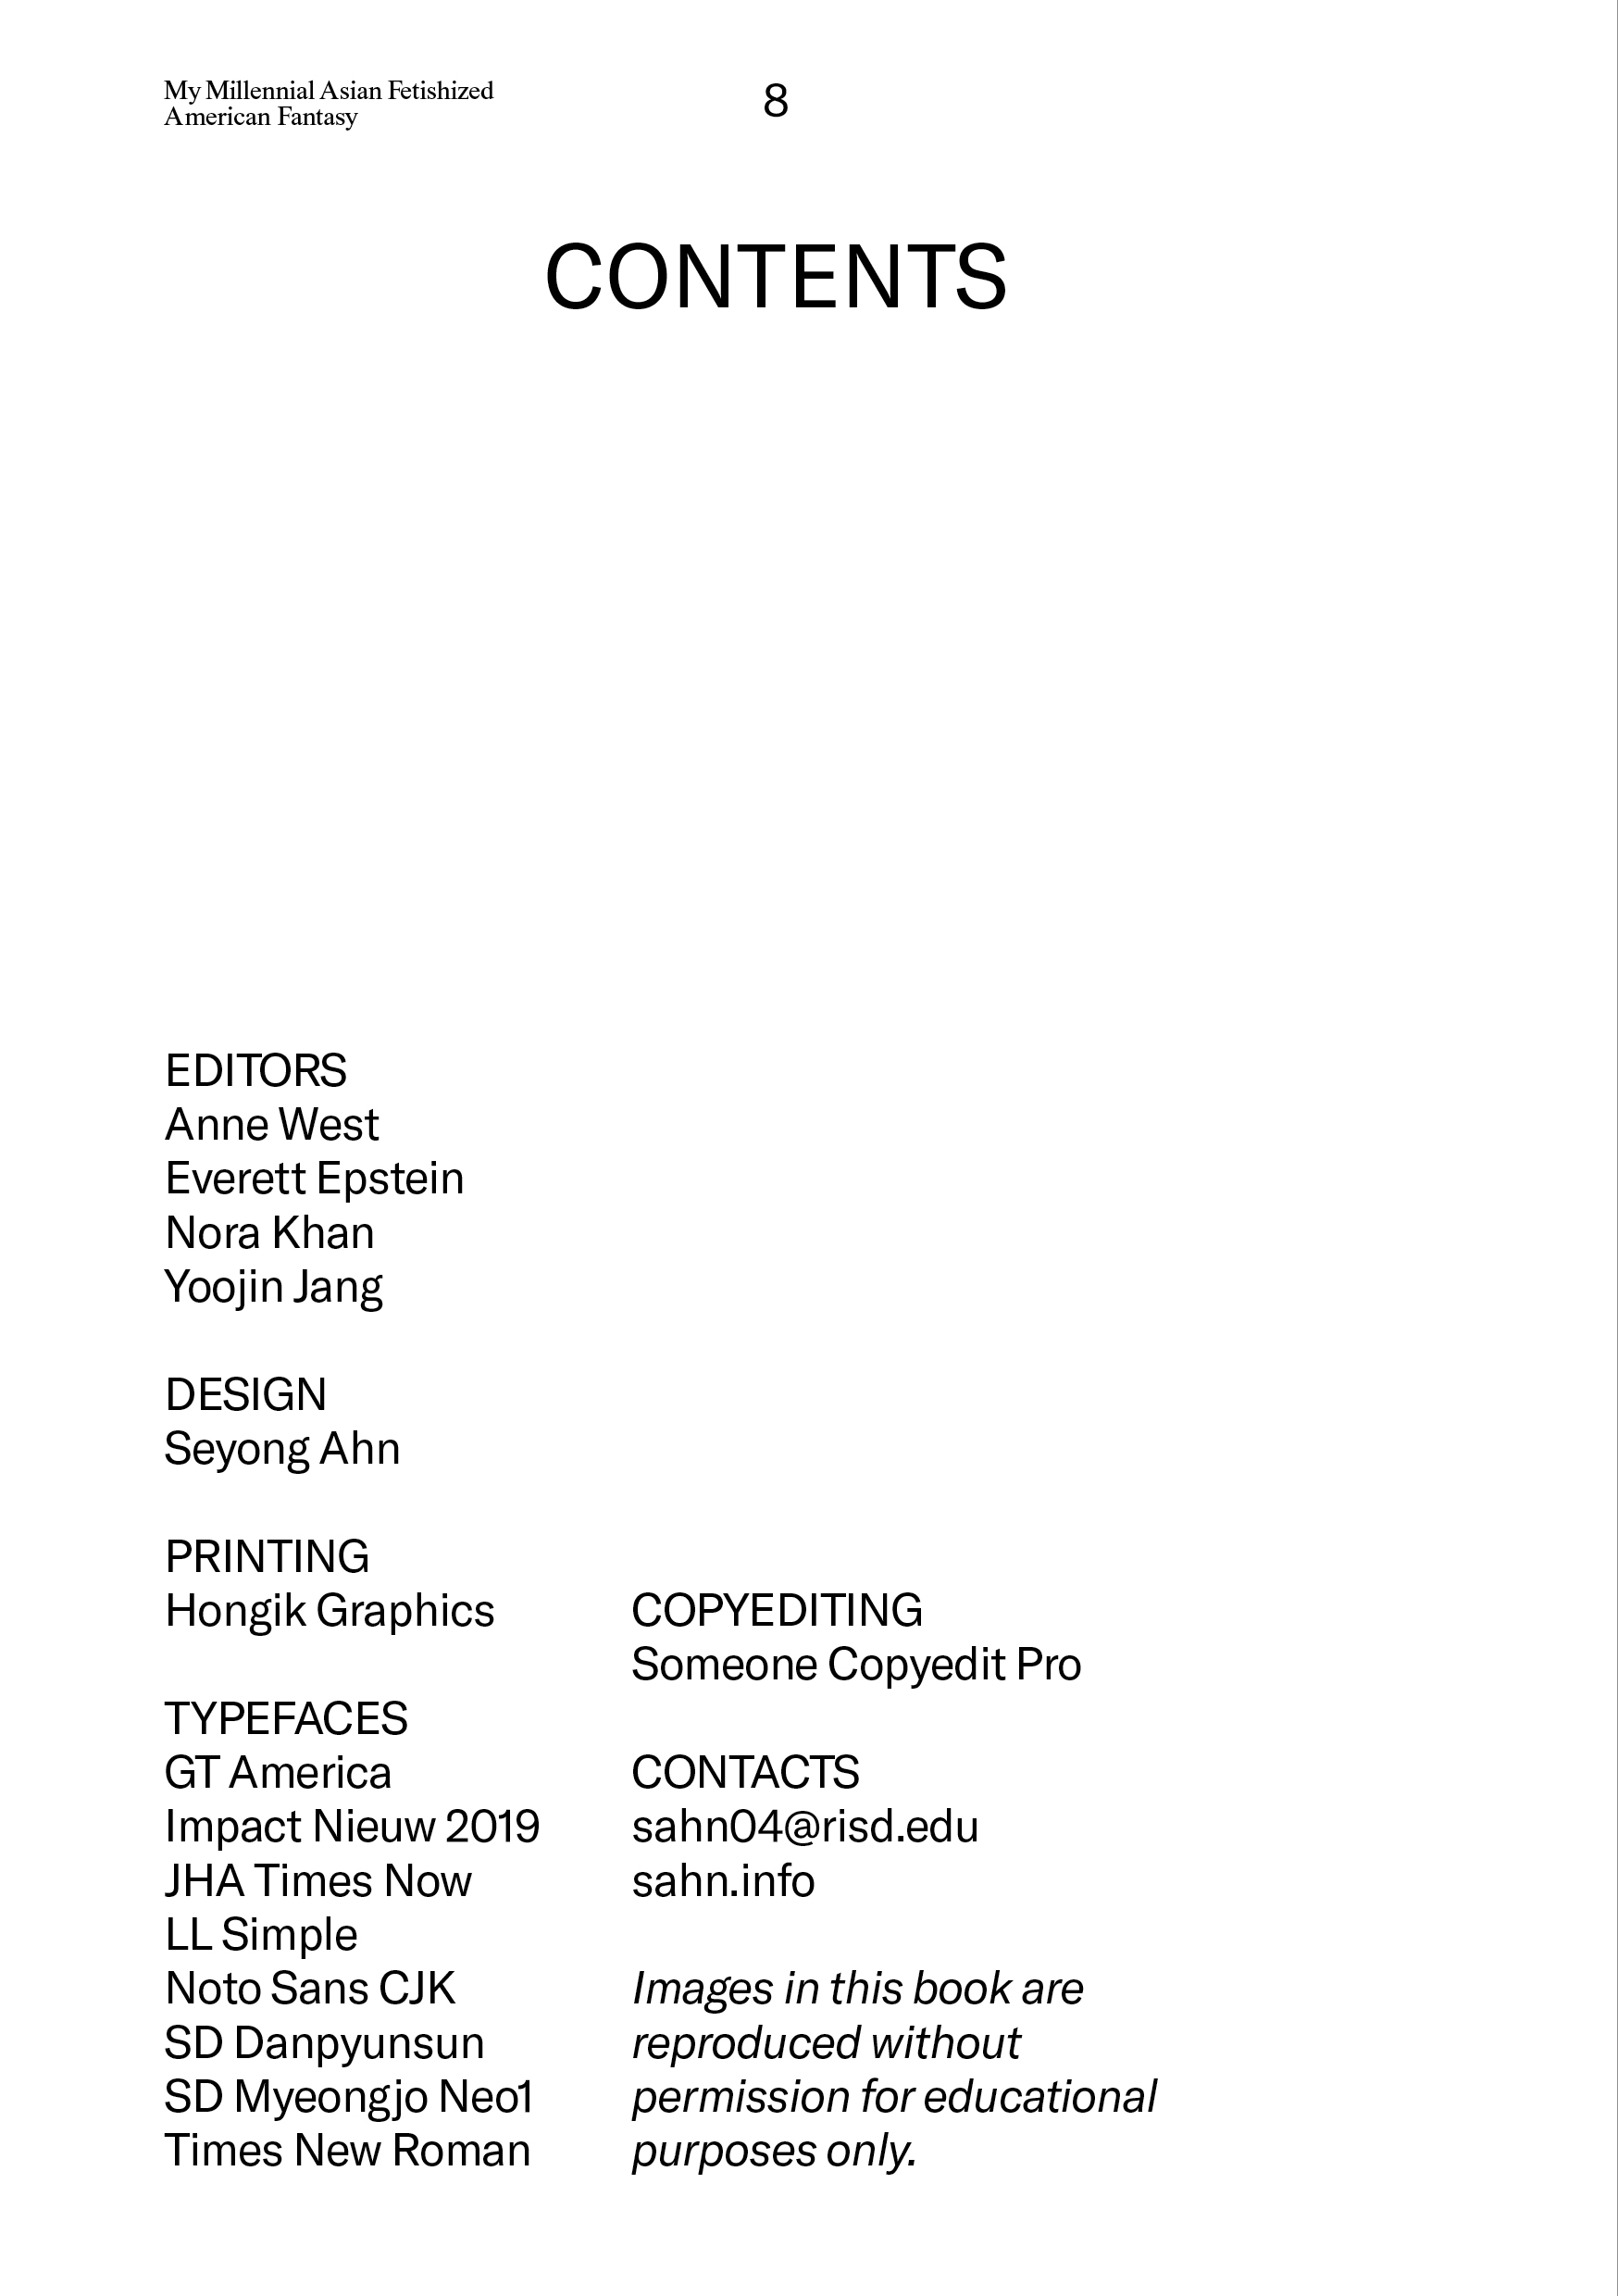 My Millennial Asian Fetishized
American Fantasy
8
CONTENTS
EDITORS
Anne West
Everett Epstein
Nora Khan
Yoojin Jang
DESIGN
Seyong Ahn
PRINTING
Hongik Graphics
TYPEFACES
GT America
Impact Nieuw 2019
JHA Times Now
LL Simple
Noto Sans CJK
SD Danpyunsun
SD Myeongjo Neo1
Times New Roman
COPYEDITING
Someone Copyedit Pro
CONTACTS
sahn04@risd.edu
sahn.info
Images in this book are
reproduced without
permission for educational
purposes only.